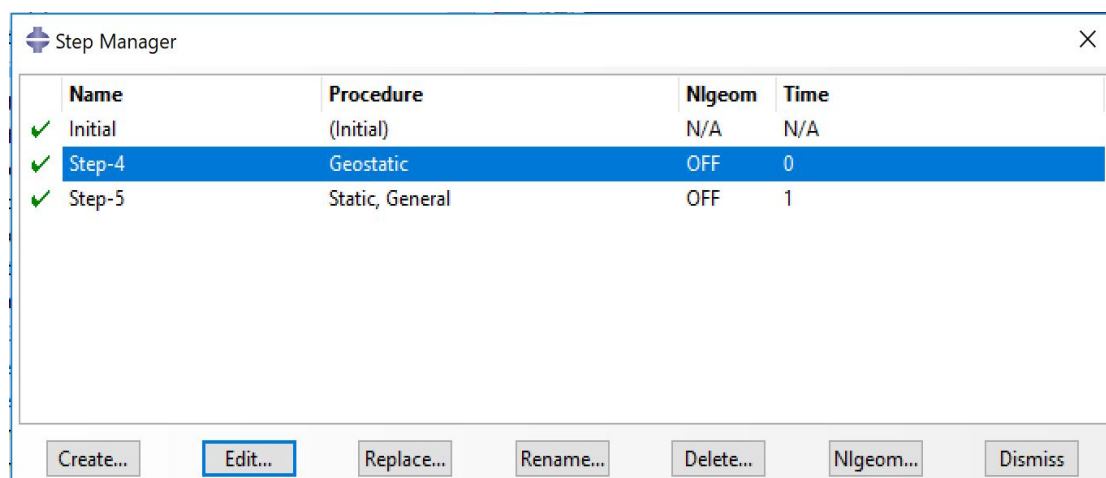 Step Manager
Name Procedure Nlgeom Time
Initial (Initial) N/A N/A
Step-4 Geostatic OFF 0
Step-5 Static, General OFF 1
Create... Edit... Replace... Rename... Delete... Nlgeom... Dismiss